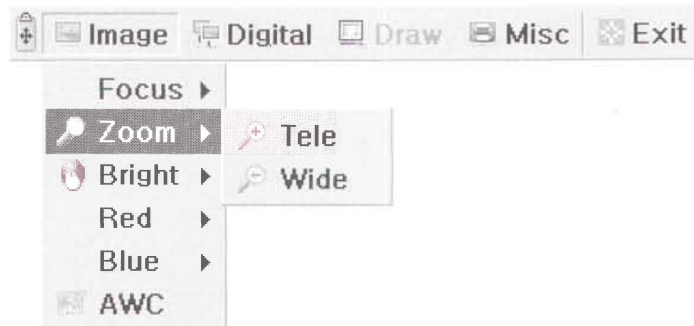 Image Digital Draw Misc Exit
Focus
Zoom Tele
Bright Wide
Red
Blue
AWC